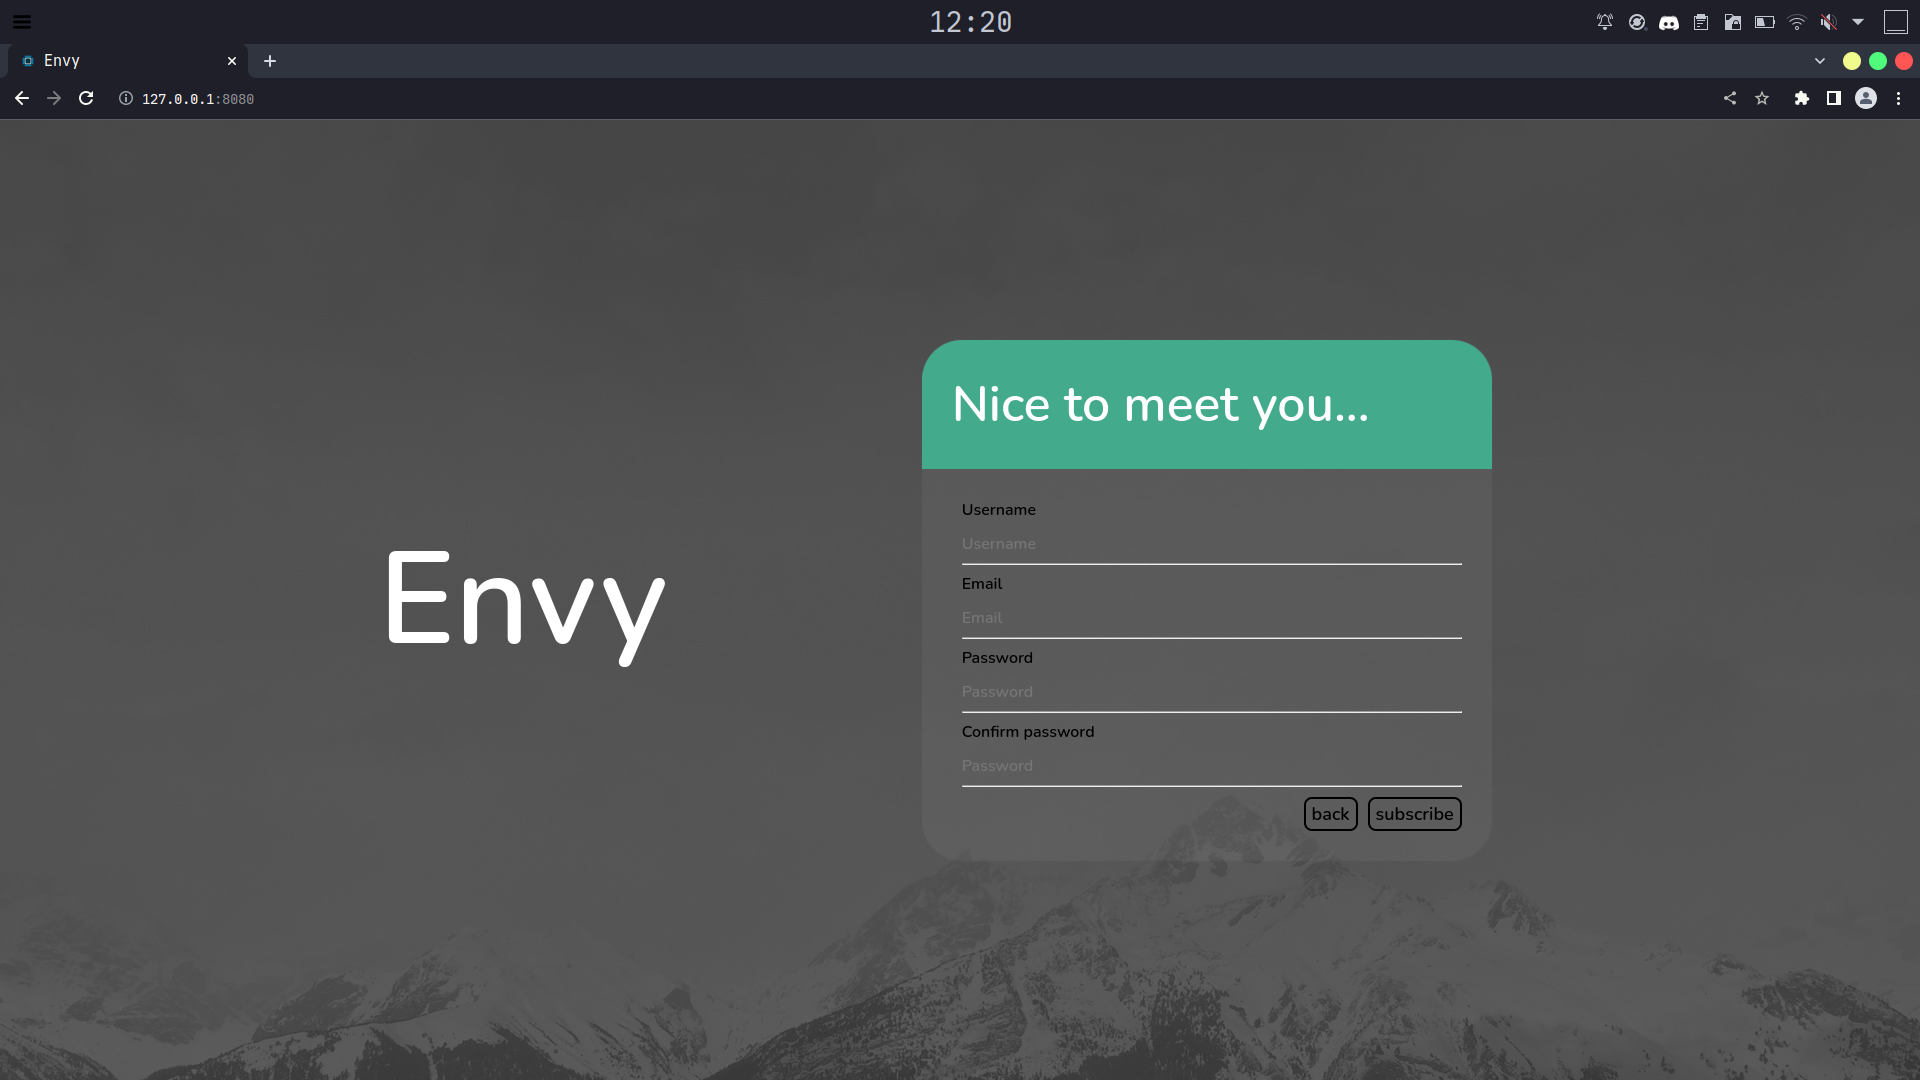 12:20
Envy
127.0.0.1:8080
Envy
Nice to meet you...
Username
Username
Email
Email
Password
Password
Confirm password
Password
back subscribe